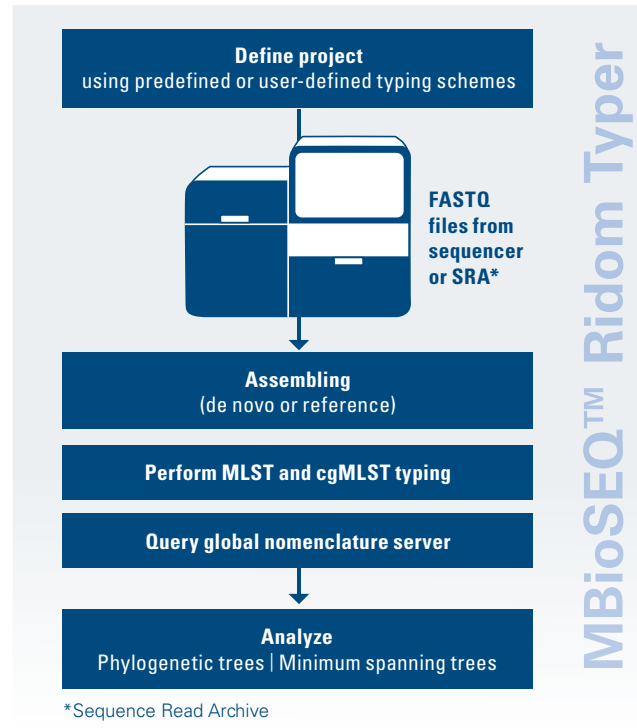 Define project
using predefined or user-defined typing schemes
FASTQ
files from
sequencer
or SRA*
Assembling
(de novo or reference)
Perform MLST and cgMLST typing
Query global nomenclature server
Analyze
Phylogenetic trees | Minimum spanning trees
*Sequence Read Archive
MBioSEQ™ Ridom Typer